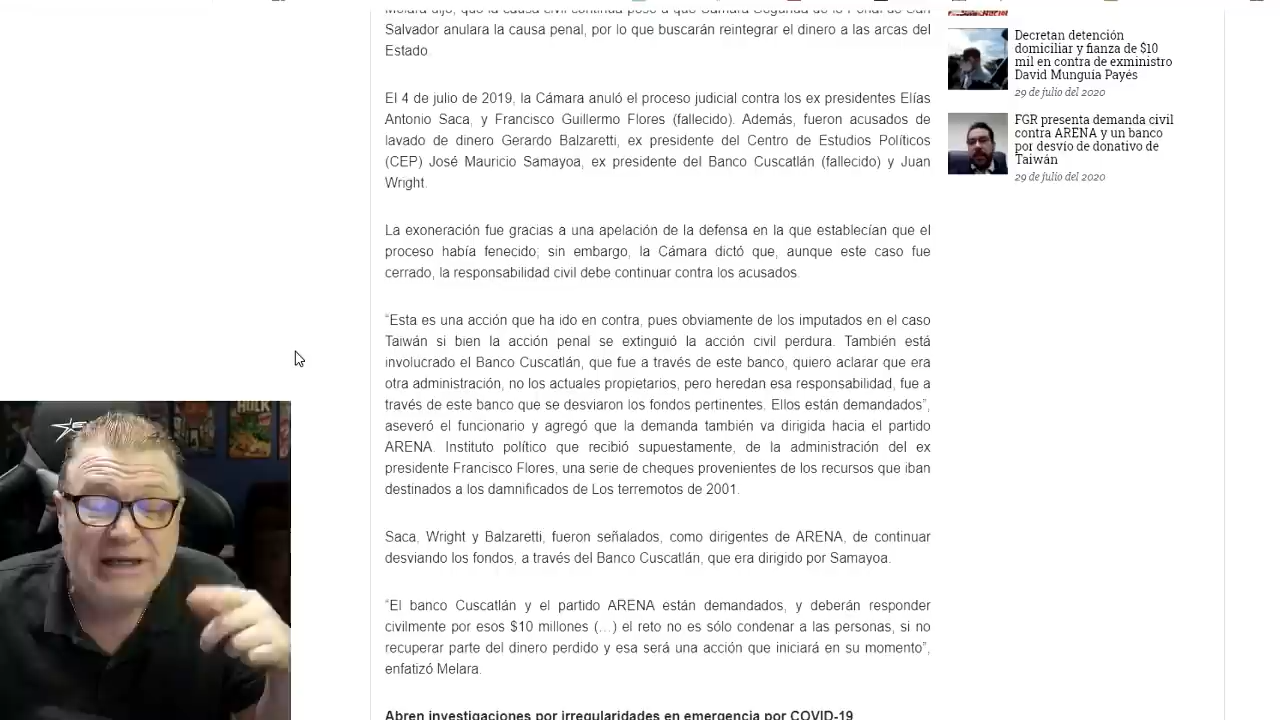 Melara dijo, que la causa civil continúa pese a que Cámara Segunda de lo Penal de San
Salvador anulara la causa penal, por lo que buscarán reintegrar el dinero a las arcas del
Estado.
El 4 de julio de 2019, la Cámara anuló el proceso judicial contra los ex presidentes Elías
Antonio Saca, y Francisco Guillermo Flores (fallecido). Además, fueron acusados de
lavado de dinero Gerardo Balzaretti, ex presidente del Centro de Estudios Políticos
(CEP) José Mauricio Samayoa, ex presidente del Banco Cuscatlán (fallecido) y Juan
Wright.
La exoneración fue gracias a una apelación de la defensa en la que establecían que el
proceso había fenecido; sin embargo, la Cámara dictó que, aunque este caso fue
cerrado, la responsabilidad civil debe continuar contra los acusados.
“Esta es una acción que ha ido en contra, pues obviamente de los imputados en el caso
Taiwán si bien la acción penal se extinguió la acción civil perdura. También está
involucrado el Banco Cuscatlán, que fue a través de este banco, quiero aclarar que era
otra administración, no los actuales propietarios, pero heredan esa responsabilidad, fue a
través de este banco que se desviaron los fondos pertinentes. Ellos están demandados”,
aseveró el funcionario y agregó que la demanda también va dirigida hacia el partido
ARENA. Instituto político que recibió supuestamente, de la administración del ex
presidente Francisco Flores, una serie de cheques provenientes de los recursos que iban
destinados a los damnificados de Los terremotos de 2001.
Saca, Wright y Balzaretti, fueron señalados, como dirigentes de ARENA, de continuar
desviando los fondos, a través del Banco Cuscatlán, que era dirigido por Samayoa.
“El banco Cuscatlán y el partido ARENA están demandados, y deberán responder
civilmente por esos $10 millones (…) el reto no es sólo condenar a las personas, si no
recuperar parte del dinero perdido y esa será una acción que iniciará en su momento”,
enfatizó Melara.
Abren investigaciones por irregularidades en emergencia por COVID-19
Decretan detención
domiciliar y fianza de $10
mil en contra de exministro
David Munguía Payés
29 de julio del 2020
FGR presenta demanda civil
contra ARENA y un banco
por desvío de donativo de
Taiwán
29 de julio del 2020
HULK